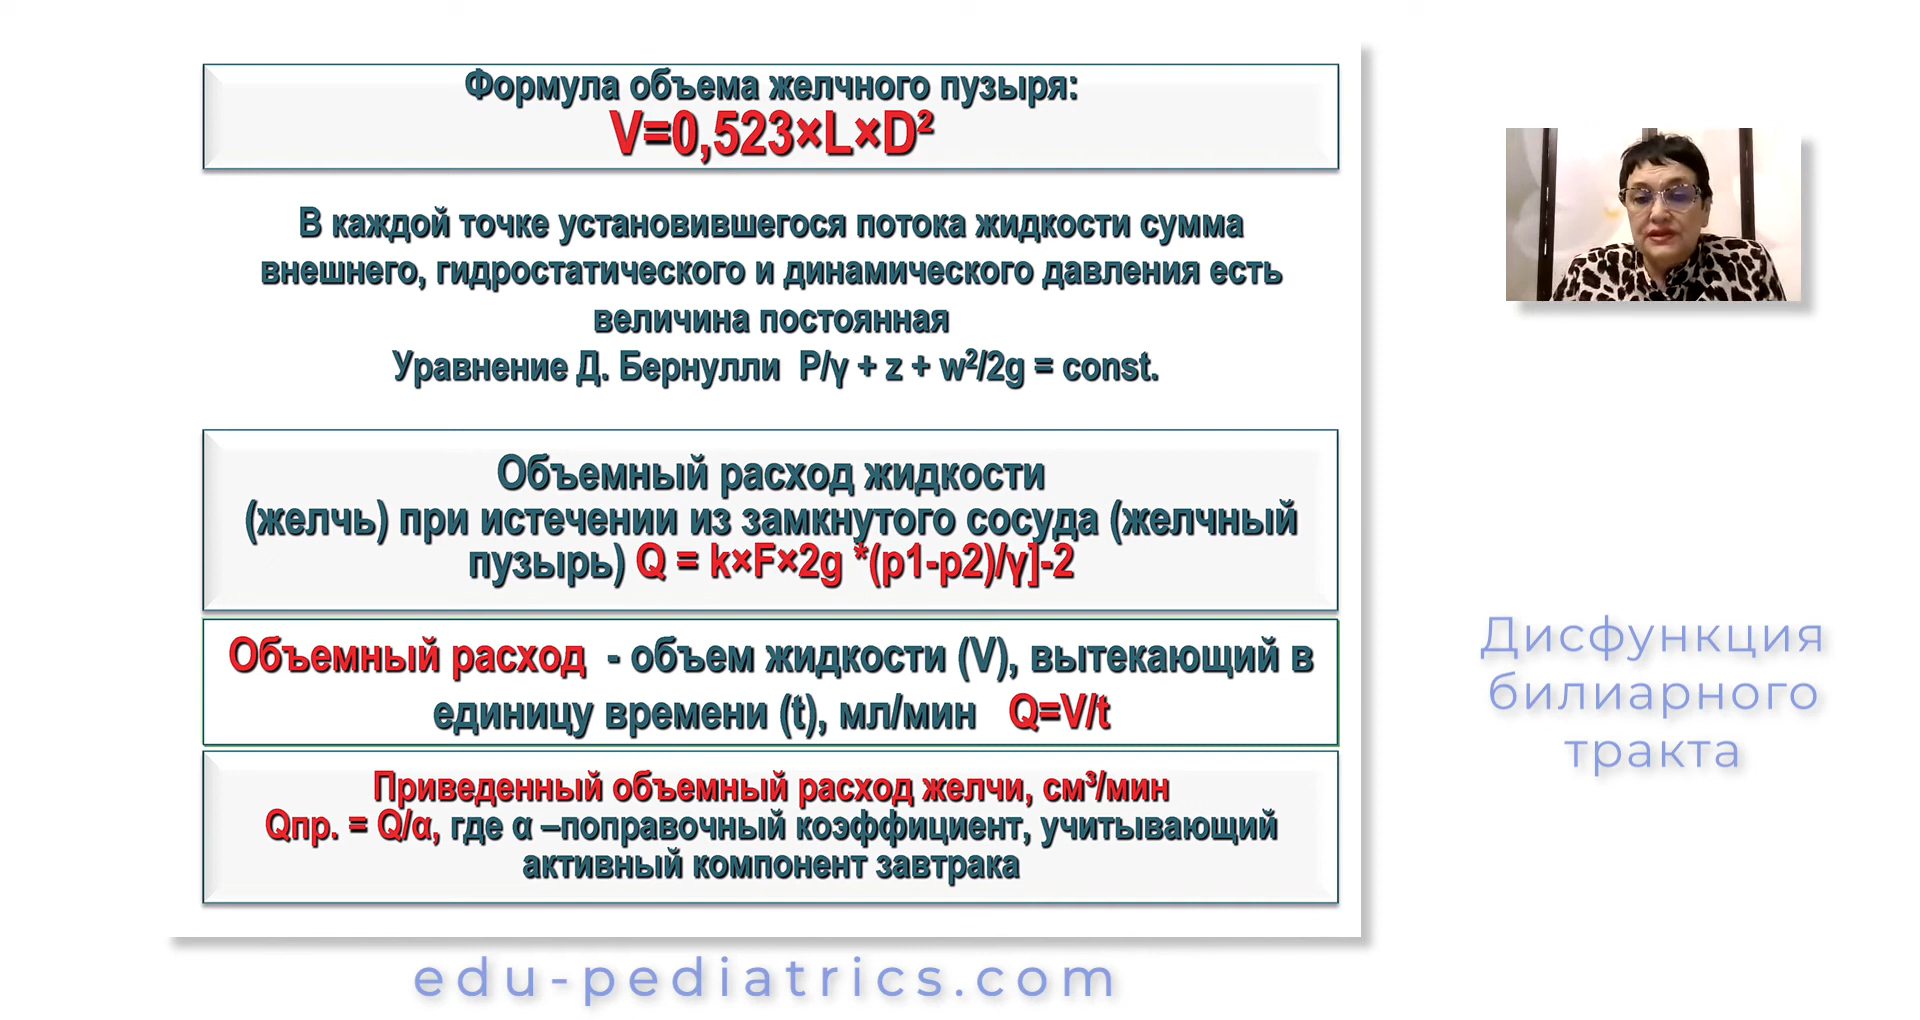 Формула объема желчного пузыря:
V=0,523×L×D²
В каждой точке установившегося потока жидкости сумма
внешнего, гидростатического и динамического давления есть
величина постоянная
Уравнение Д. Бернулли P/γ + z + w²/2g = const.
Объемный расход жидкости
(желчь) при истечении из замкнутого сосуда (желчный
пузырь) Q = k×F×2g *(p1-p2)/γ]-2
Объемный расход - объем жидкости (V), вытекающий в
единицу времени (t), мл/мин Q=V/t
Приведенный объемный расход желчи, см³/мин
Qпр. = Q/α, где α –поправочный коэффициент, учитывающий
активный компонент завтрака
Дисфункция
билиарного
тракта
edu-pediatrics.com